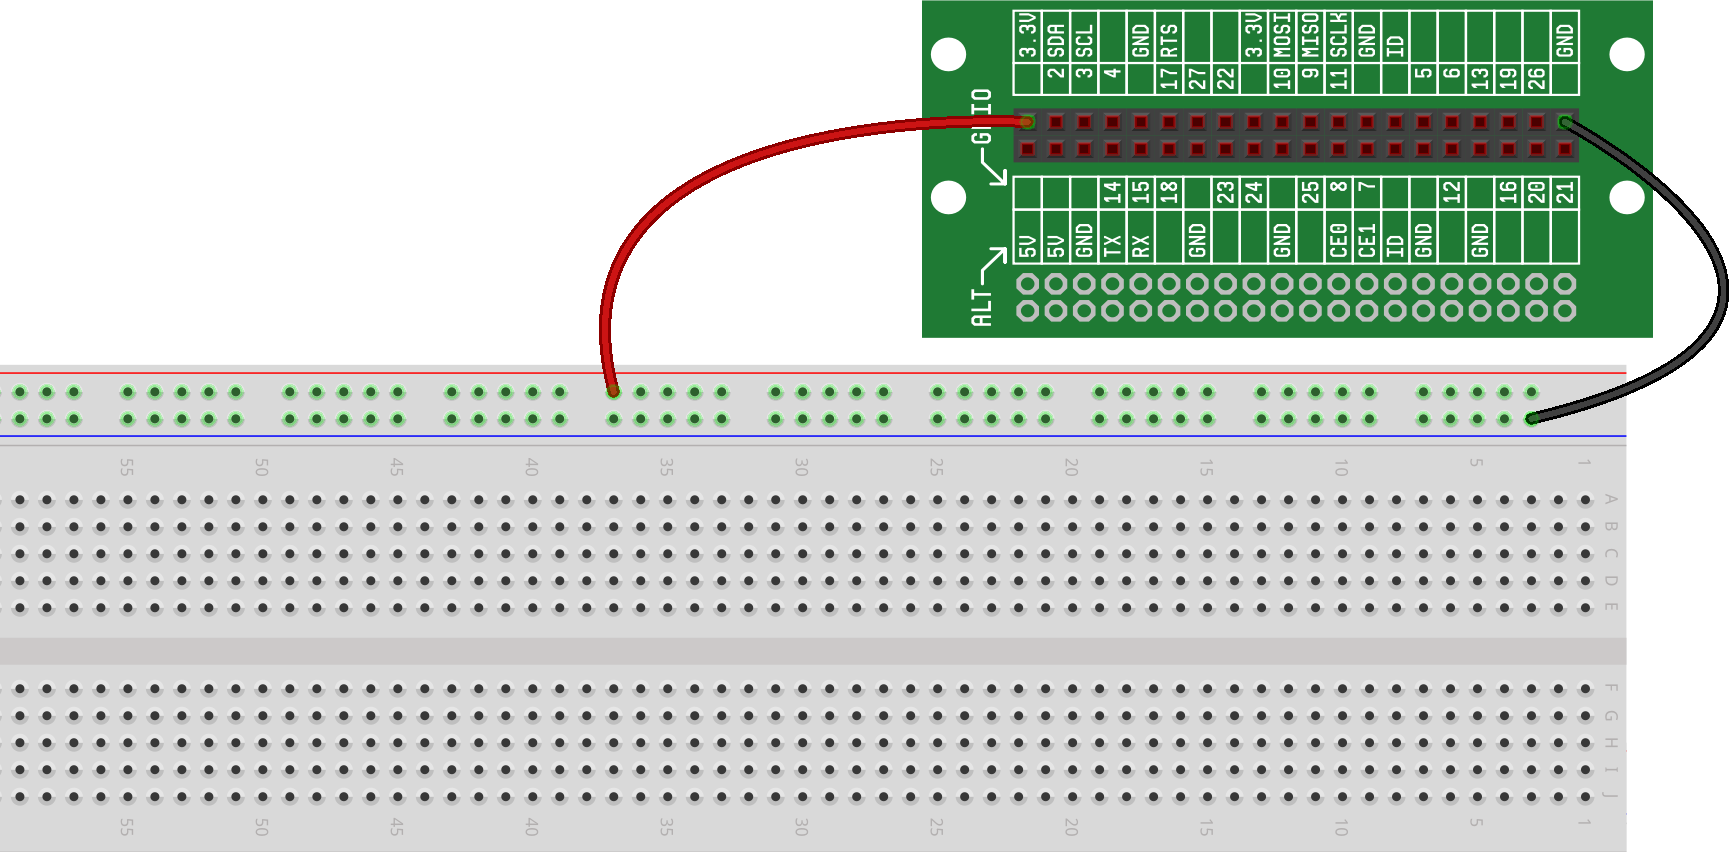 3.3V SDA SCL GND RTS 3.3V MOSI MISO SCLK GND ID GND
2 3 4 17 27 22 10 9 11 5 6 13 19 26
GPIO
14 15 18 23 24 25 8 7 12 16 20 21
5V 5V GND TX RX GND GND CE0 CE1 ID GND GND
ALT
55 50 45 40 35 30 25 20 15 10 5 1
A
B
C
D
E
F
G
H
I
J
55 50 45 40 35 30 25 20 15 10 5 1